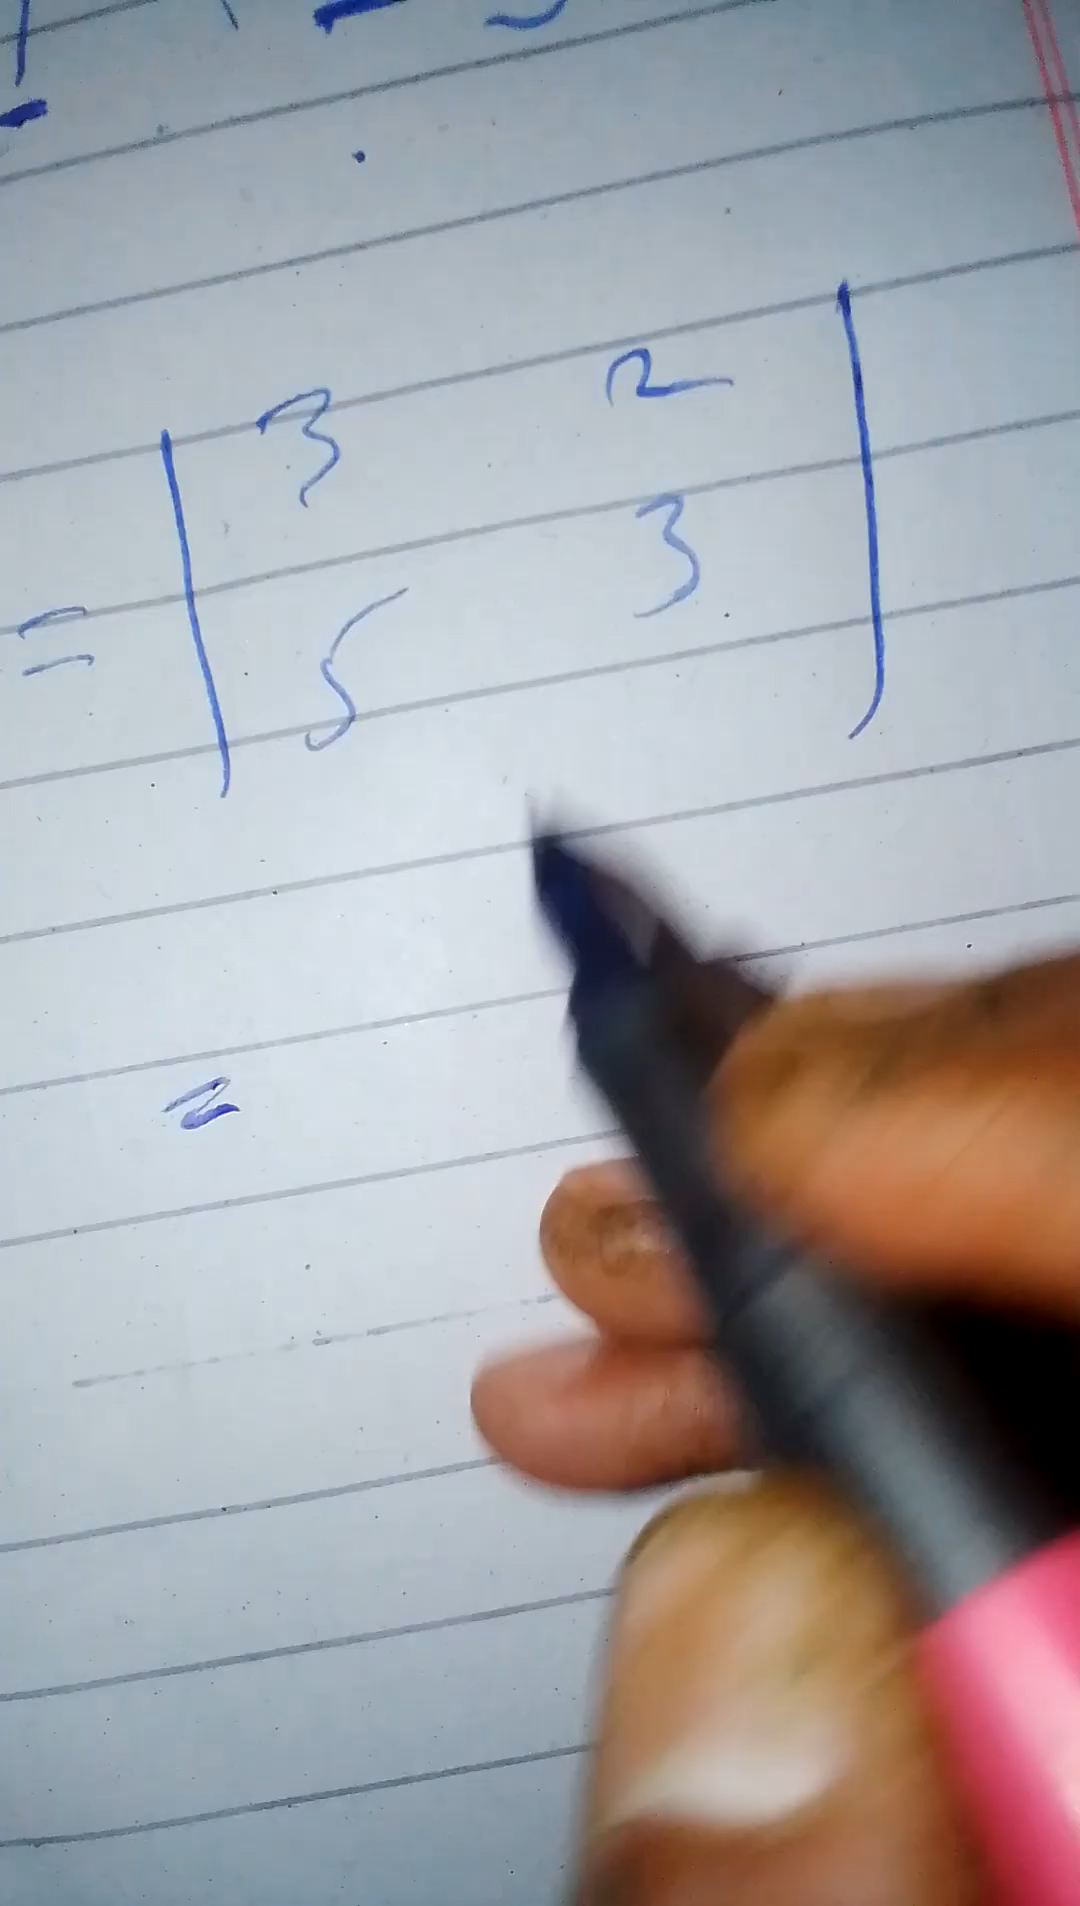 = | 3 2 |
| 5 3 |
=